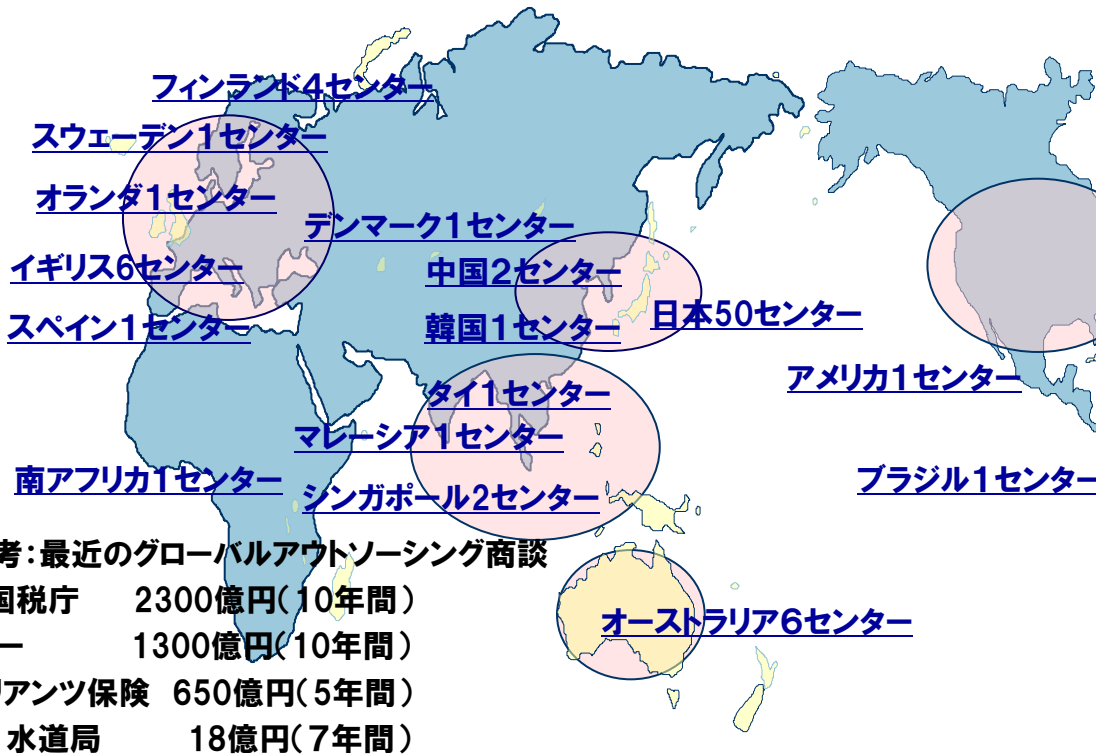 フィンランド4センター
スウェーデン1センター
オランダ1センター
デンマーク1センター
イギリス6センター
中国2センター
スペイン1センター
韓国1センター
日本50センター
アメリカ1センター
タイ1センター
マレーシア1センター
南アフリカ1センター
シンガポール2センター
ブラジル1センター
考：最近のグローバルアウトソーシング商談
国税庁 2300億円（10年間）
ー 1300億円（10年間）
リアンツ保険 650億円（5年間）
水道局 18億円（7年間）
オーストラリア6センター